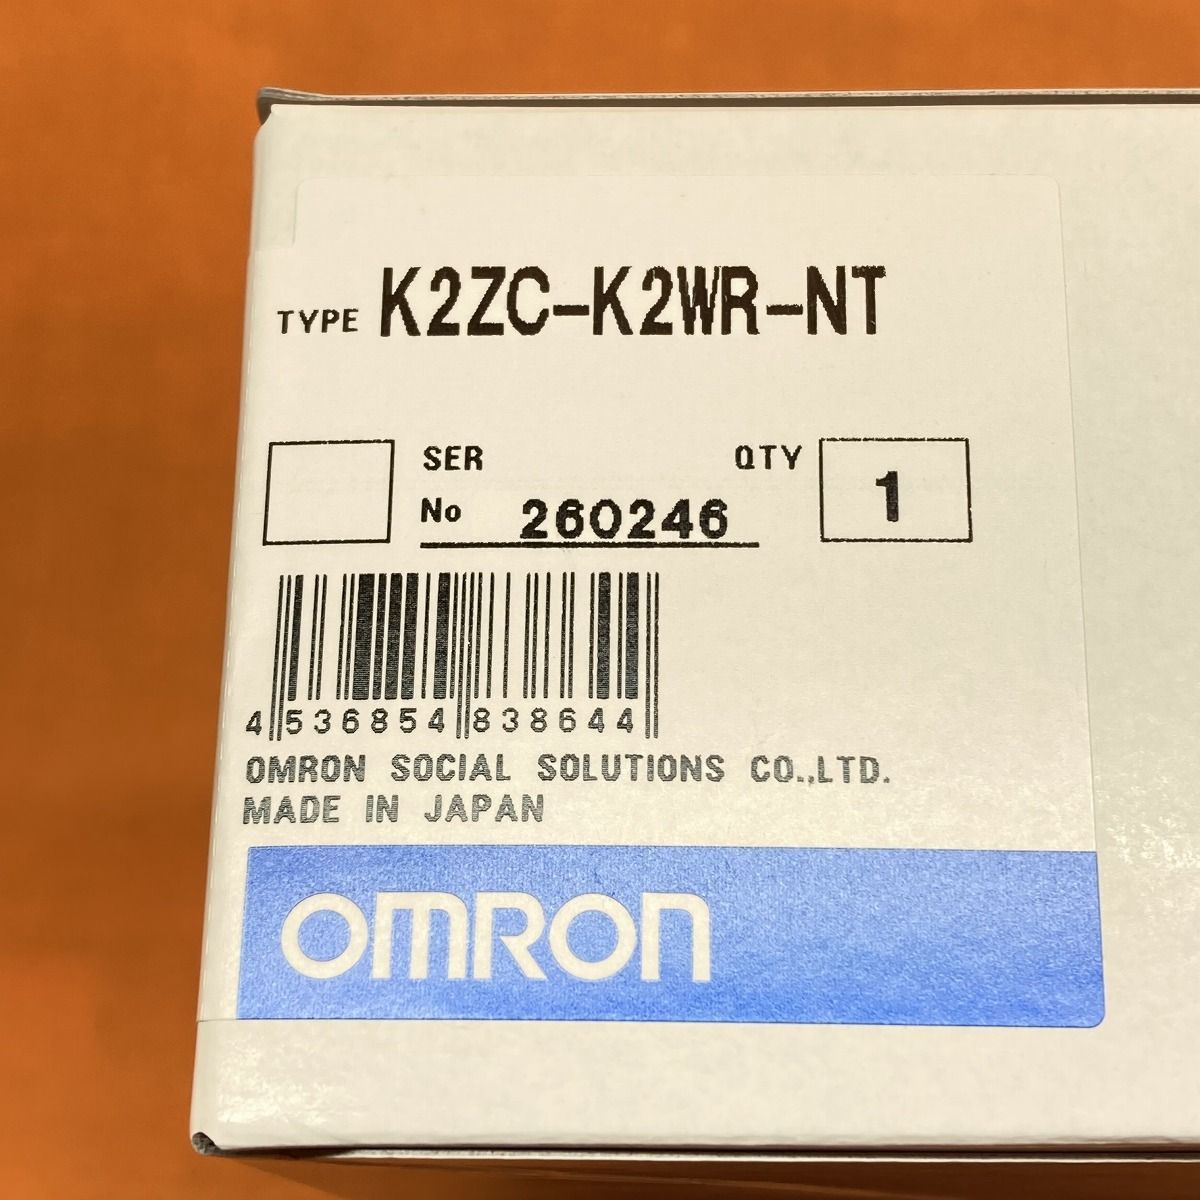 TYPE K2ZC-K2WR-NT
SER QTY
No 260246 1
4 536854 838644
OMRON SOCIAL SOLUTIONS CO.,LTD.
MADE IN JAPAN
OMRON